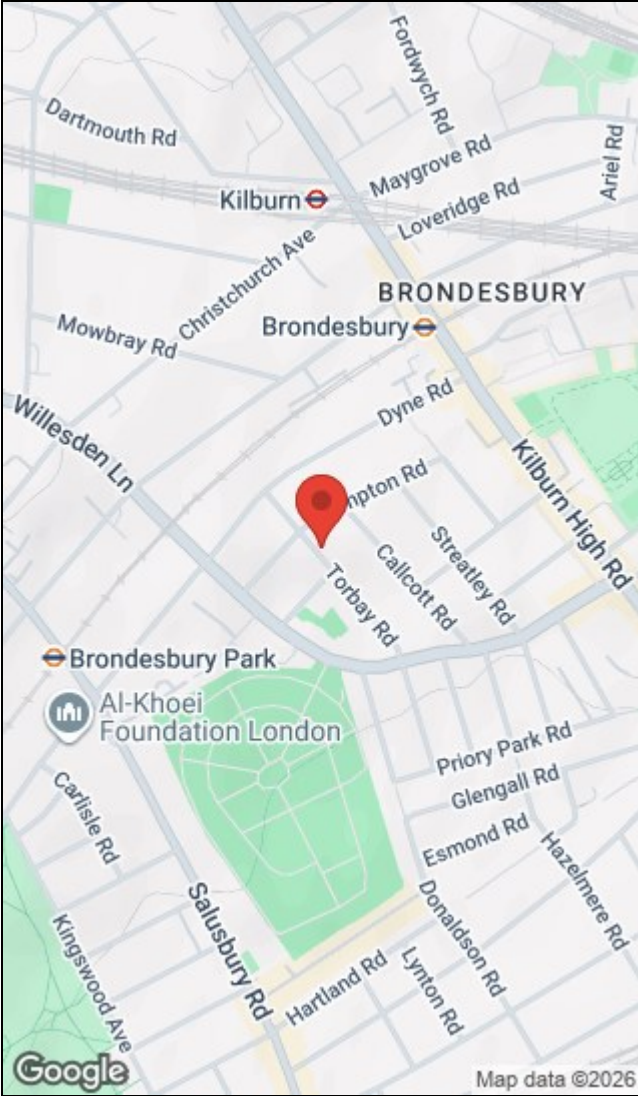 Fordwych Rd
Dartmouth Rd
Maygrove Rd
Ariel Rd
Kilburn
Loveridge Rd
Christchurch Ave
BRONDESBURY
Brondesbury
Mowbray Rd
Dyne Rd
Willesden Ln
mpton Rd
Kilburn High Rd
Streatley Rd
Callcott Rd
Torbay Rd
Brondesbury Park
Al-Khoei
Foundation London
Priory Park Rd
Glengall Rd
Carlisle Rd
Esmond Rd
Hazelmere Rd
Salusbury Rd
Donaldson Rd
Kingswood Ave
Lynton Rd
Hartland Rd
Google
Map data ©2026